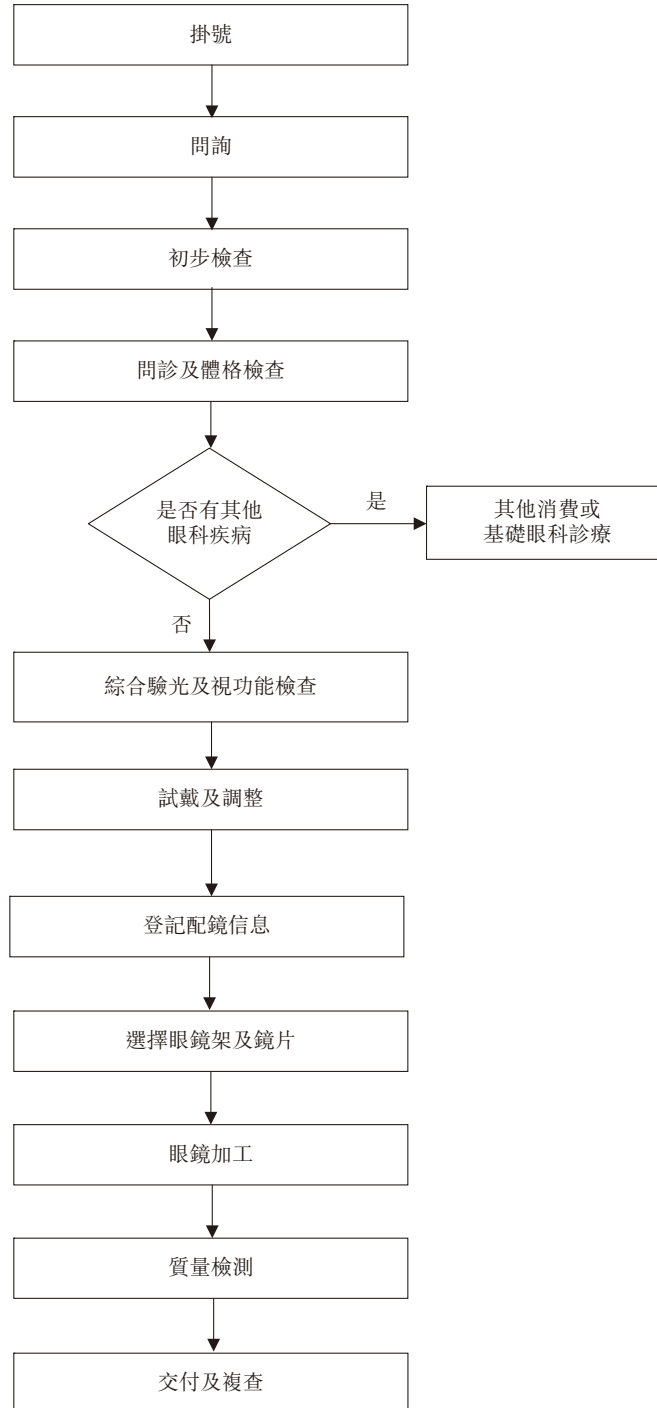 掛號
問詢
初步檢查
問診及體格檢查
是否有其他
眼科疾病
是
其他消費或
基礎眼科診療
否
綜合驗光及視功能檢查
試戴及調整
登記配鏡信息
選擇眼鏡架及鏡片
眼鏡加工
質量檢測
交付及複查